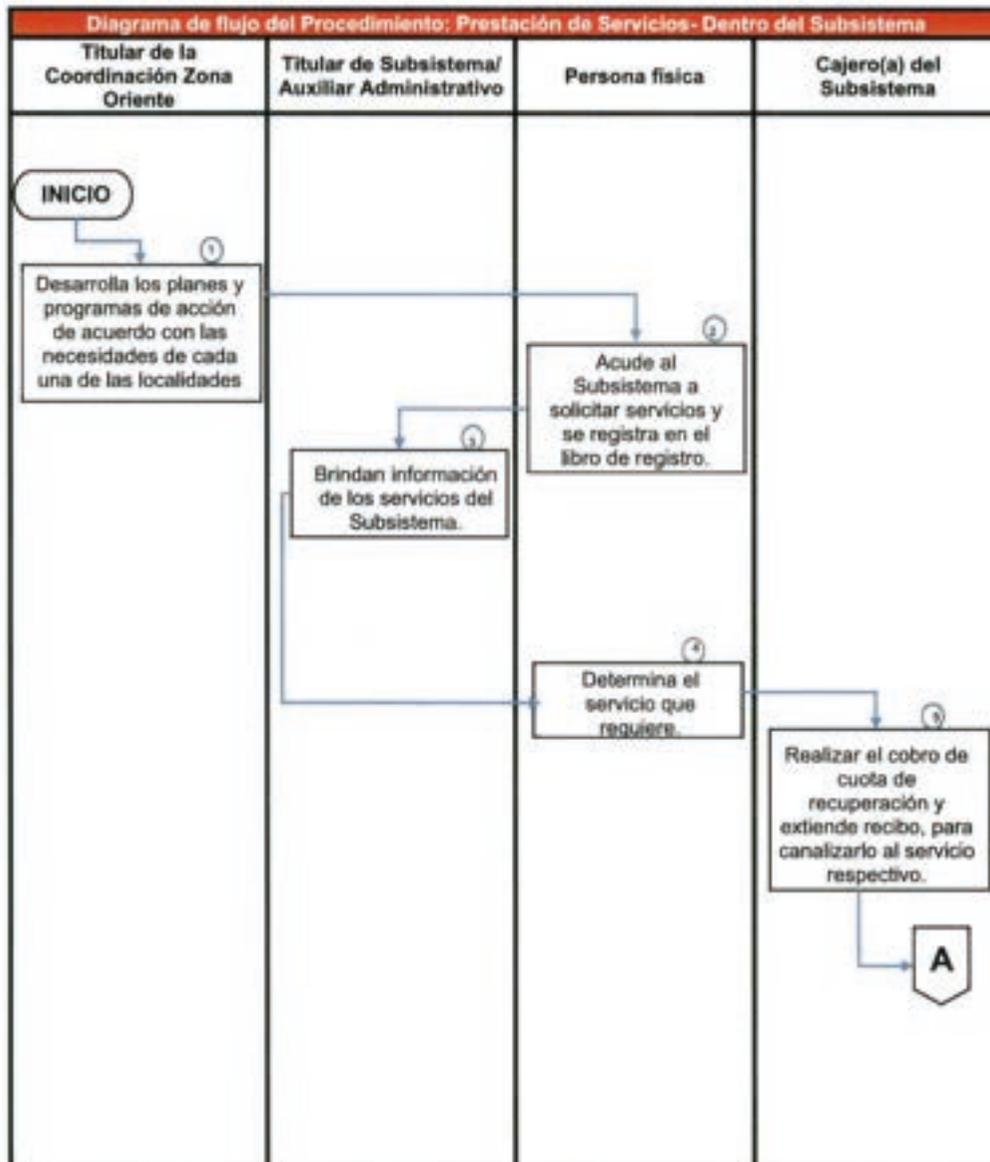 Diagrama de flujo del Procedimiento: Prestación de Servicios- Dentro del Subsistema
Titular de la
Coordinación Zona
Oriente
Titular de Subsistema/
Auxiliar Administrativo
Persona física
Cajero(a) del
Subsistema
INICIO
1
Desarrolla los planes y
programas de acción
de acuerdo con las
necesidades de cada
una de las localidades
2
Acude al
Subsistema a
solicitar servicios y
se registra en el
libro de registro.
3
Brindan información
de los servicios del
Subsistema.
4
Determina el
servicio que
requiere.
5
Realizar el cobro de
cuota de
recuperación y
extiende recibo, para
canalizarlo al servicio
respectivo.
A